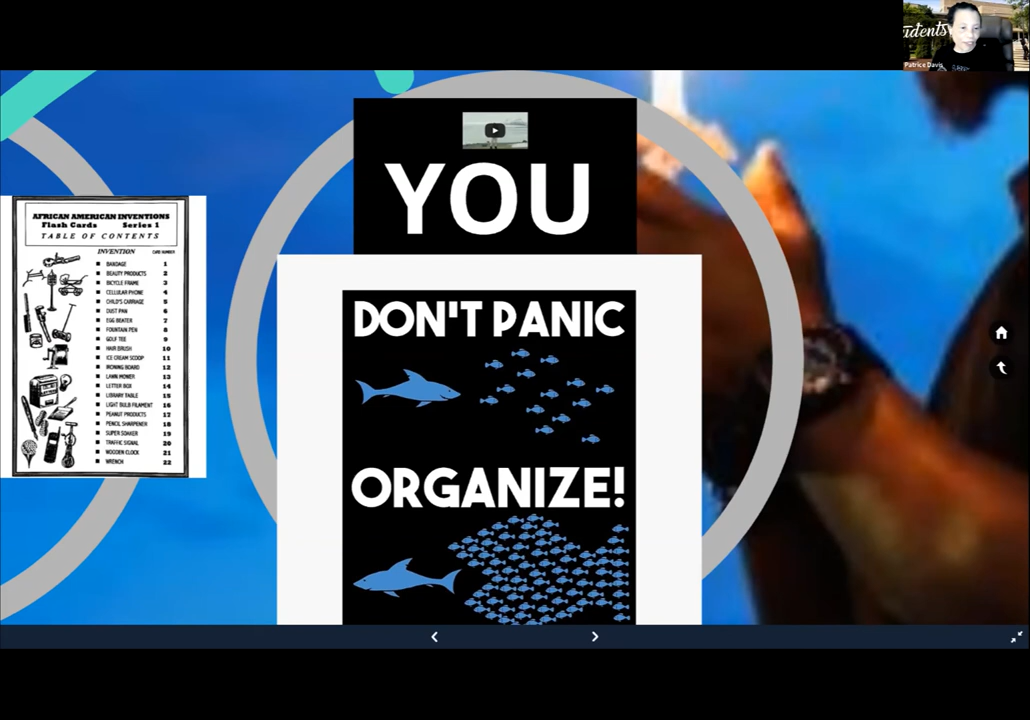 udents
Patrice Davis
YOU
AFRICAN AMERICAN INVENTIONS
Flash Cards Series 1
TABLE OF CONTENTS
INVENTION CARD NUMBER
BANDAGE 1
BEAUTY PRODUCTS 2
BICYCLE FRAME 3
CELLULAR PHONE 4
CHILD'S CARRIAGE 5
DUST PAN 6
EGG BEATER 7
FOUNTAIN PEN 8
GOLF TEE 9
HAIR BRUSH 10
ICE CREAM SCOOP 11
IRONING BOARD 12
LAWN MOWER 13
LETTER BOX 14
LIBRARY TABLE 15
LIGHT BULB FILAMENT 16
PEANUT PRODUCTS 17
PENCIL SHARPENER 18
SUPER SOAKER 19
TRAFFIC SIGNAL 20
WOODEN CLOCK 21
WRENCH 22
DON'T PANIC
ORGANIZE!